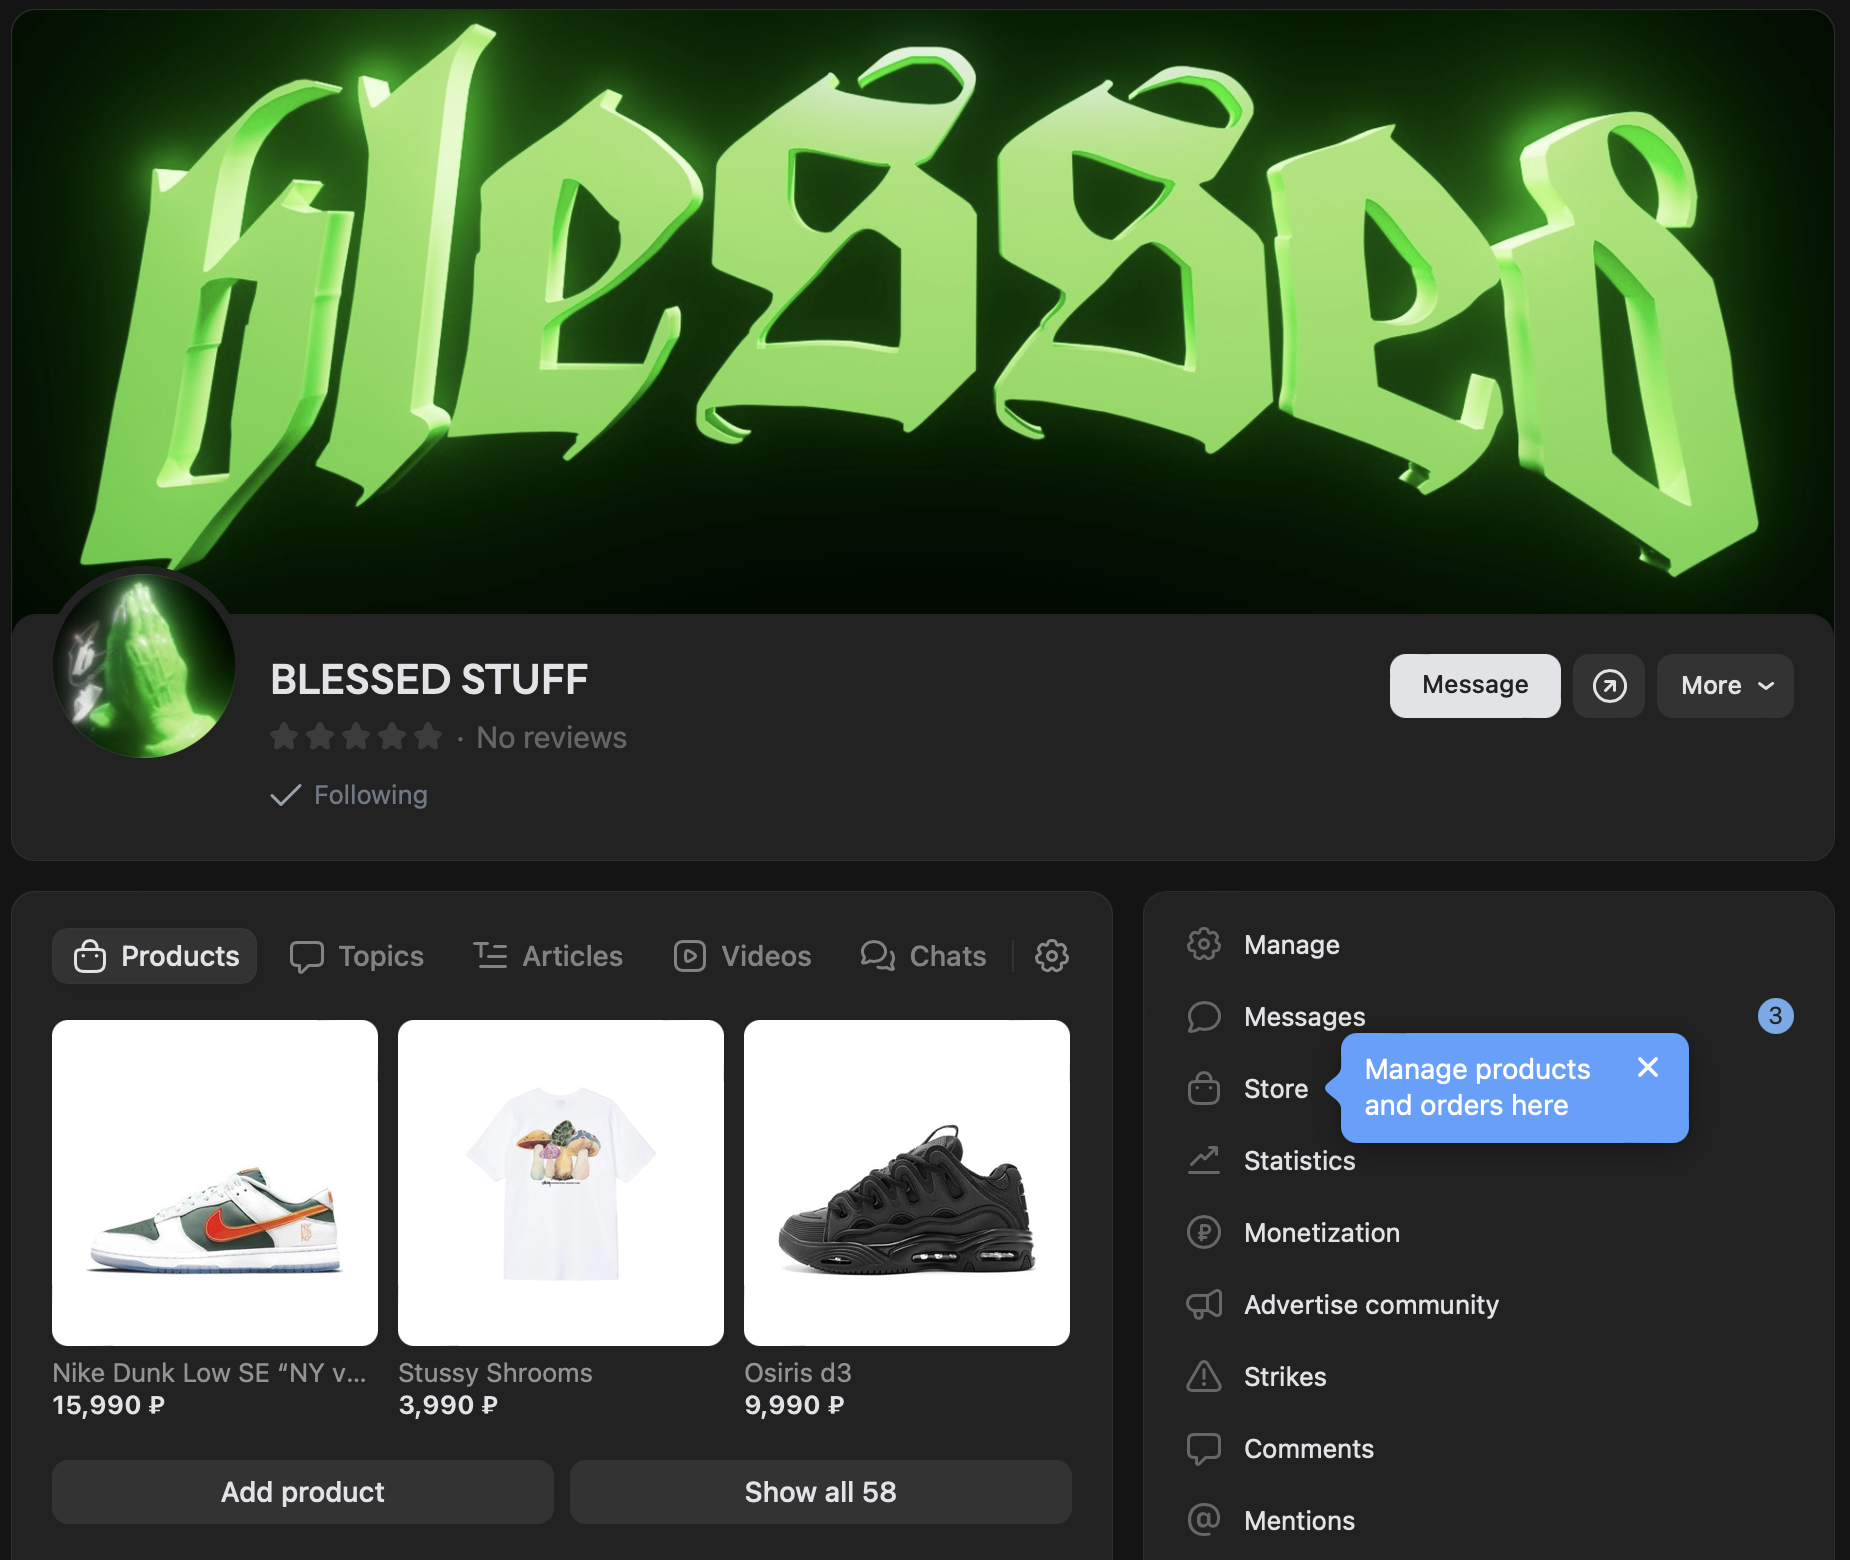 blessed
BLESSED STUFF
· No reviews
Following
Message
More
Products
Topics
Articles
Videos
Chats
Nike Dunk Low SE “NY v...
15,990 ₽
Stussy Shrooms
3,990 ₽
Osiris d3
9,990 ₽
Add product
Show all 58
Manage
Messages
3
Store
Manage products
and orders here
Statistics
Monetization
Advertise community
Strikes
Comments
Mentions